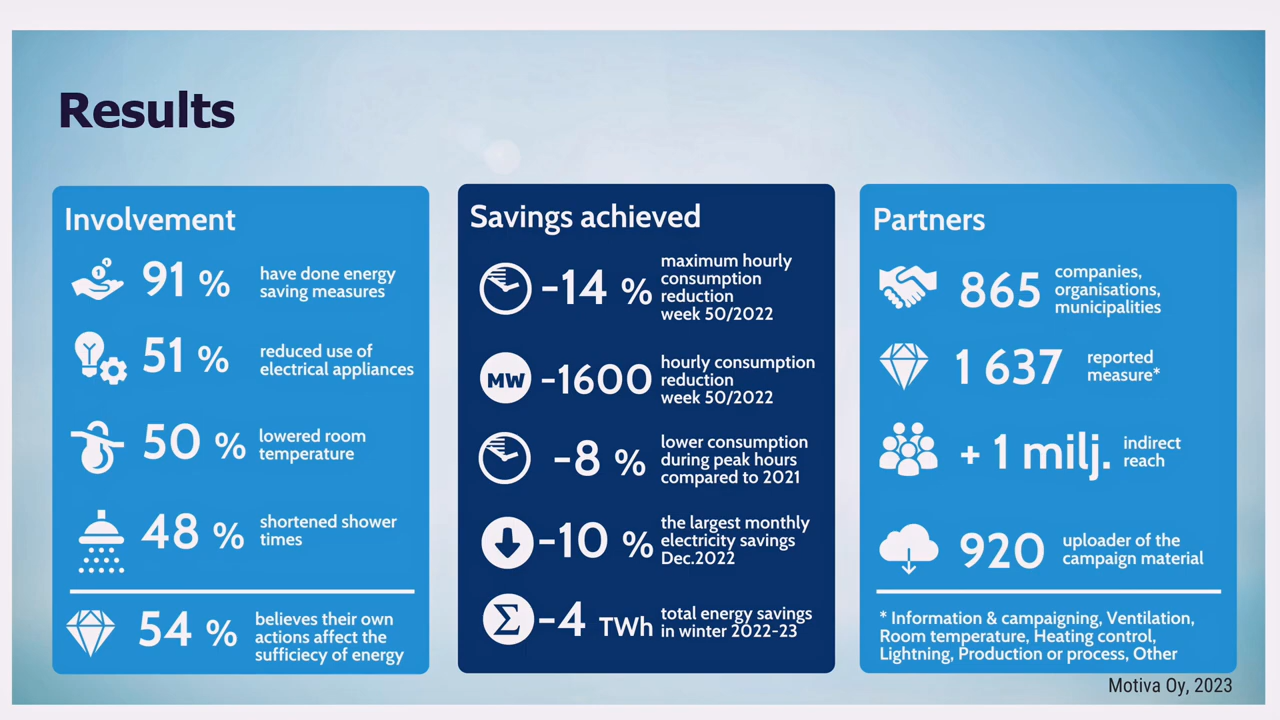 Results
Involvement
91 %
have done energy
saving measures
51 %
reduced use of
electrical appliances
50 %
lowered room
temperature
48 %
shortened shower
times
54 %
believes their own
actions affect the
sufficiecy of energy
Savings achieved
-14 %
maximum hourly
consumption
reduction
week 50/2022
MW
-1600
hourly consumption
reduction
week 50/2022
-8 %
lower consumption
during peak hours
compared to 2021
-10 %
the largest monthly
electricity savings
Dec.2022
Σ
-4 TWh
total energy savings
in winter 2022-23
Partners
865
companies,
organisations,
municipalities
1 637
reported
measure*
+ 1 milj.
indirect
reach
920
uploader of the
campaign material
* Information & campaigning, Ventilation,
Room temperature, Heating control,
Lightning, Production or process, Other
Motiva Oy, 2023